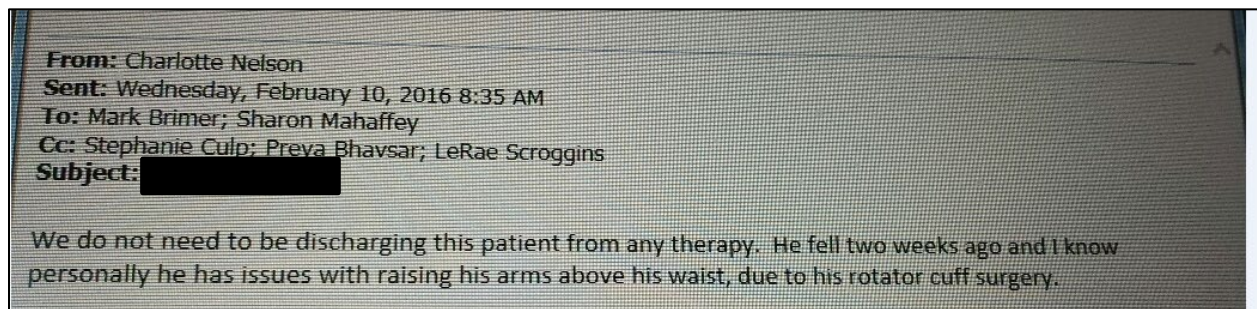 From: Charlotte Nelson
Sent: Wednesday, February 10, 2016 8:35 AM
To: Mark Brimer; Sharon Mahaffey
Cc: Stephanie Culp; Preya Bhavsar; LeRae Scroggins
Subject:
We do not need to be discharging this patient from any therapy. He fell two weeks ago and I know
personally he has issues with raising his arms above his waist, due to his rotator cuff surgery.